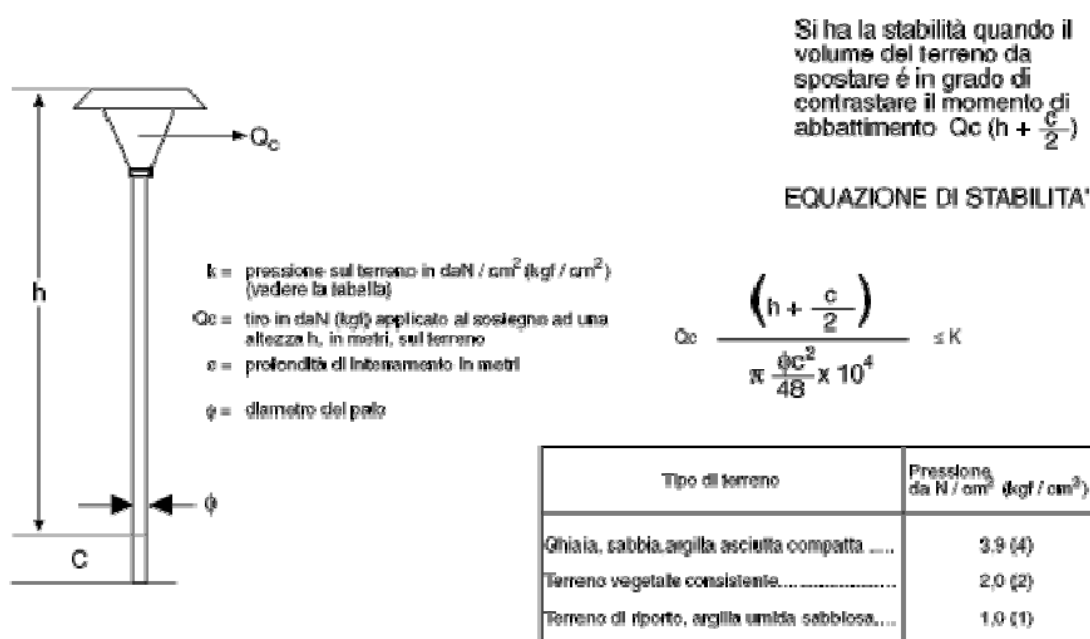 Si ha la stabilità quando il
volume del terreno da
spostare é in grado di
contrastare il momento di
abbattimento Qc (h + c/2)
EQUAZIONE DI STABILITA'
h
Qc
k = pressione sul terreno in daN / cm² (kgf / cm²)
(vedere la tabella)
Qc = tiro in daN (kgf) applicato al sostegno ad una
altezza h, in metri, sul terreno
c = profondità di interramento in metri
φ = diametro del palo
Qc (h + c/2) / π φc²/48 x 10⁴ ≤ K
φ
C
Tipo di terreno
Pressione
da N / cm² (kgf / cm²)
Ghiaia, sabbia, argilla asciutta compatta ..... 3,9 (4)
Terreno vegetale consistente...................... 2,0 (2)
Terreno di riporto, argilla umida sabbiosa.... 1,0 (1)